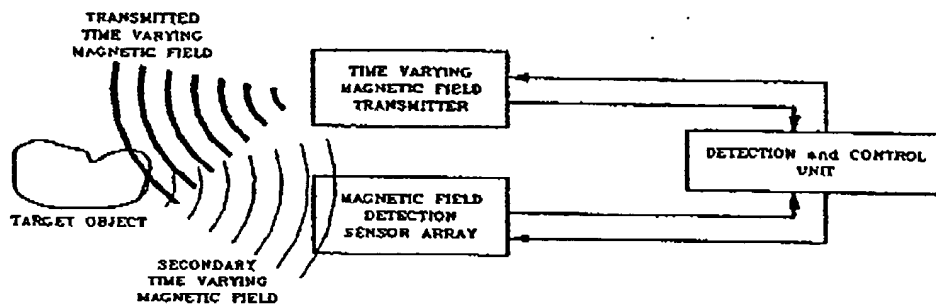 TRANSMITTED
TIME VARYING
MAGNETIC FIELD
TIME VARYING
MAGNETIC FIELD
TRANSMITTER
DETECTION and CONTROL
UNIT
TARGET OBJECT
MAGNETIC FIELD
DETECTION
SENSOR ARRAY
SECONDARY
TIME VARYING
MAGNETIC FIELD